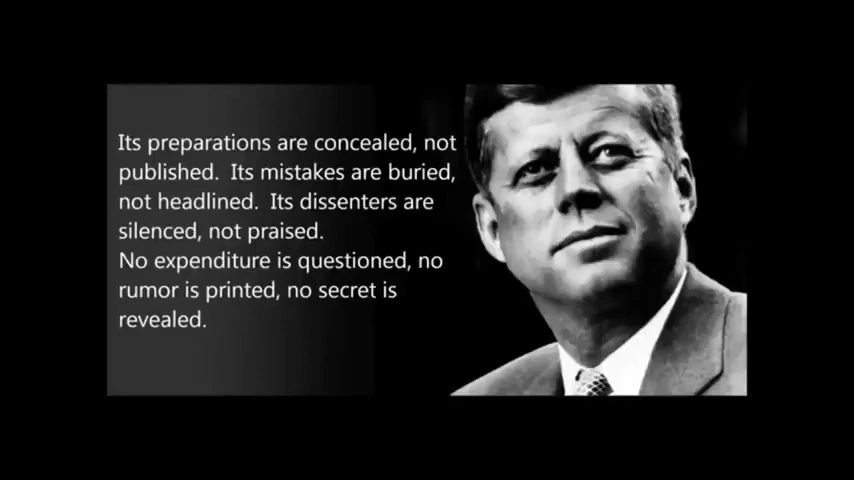 Its preparations are concealed, not
published.  Its mistakes are buried,
not headlined.  Its dissenters are
silenced, not praised.
No expenditure is questioned, no
rumor is printed, no secret is
revealed.